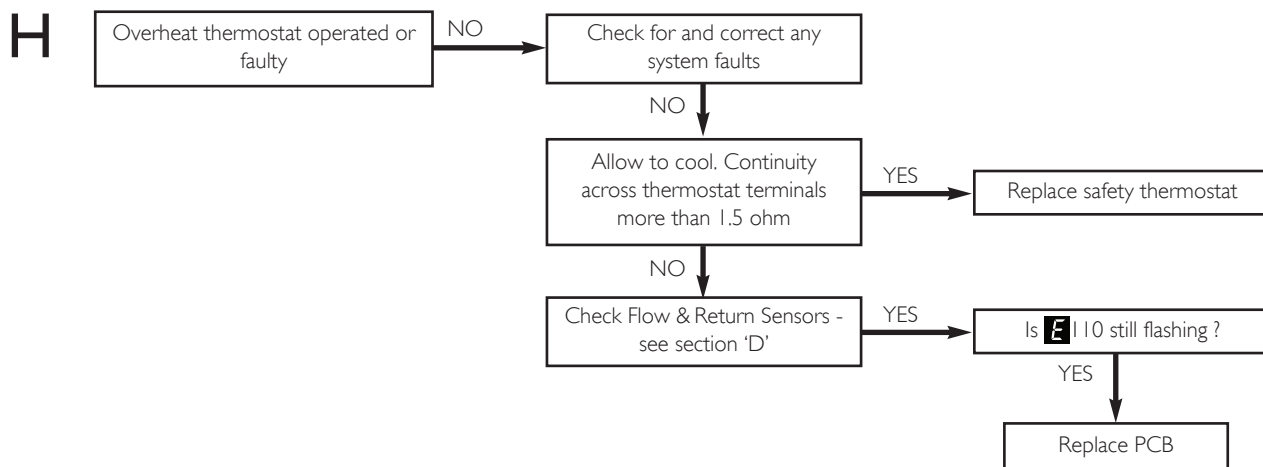 H
Overheat thermostat operated or
faulty
NO
Check for and correct any
system faults
NO
Allow to cool. Continuity
across thermostat terminals
more than 1.5 ohm
YES
Replace safety thermostat
NO
Check Flow & Return Sensors -
see section ‘D’
YES
Is E110 still flashing ?
YES
Replace PCB